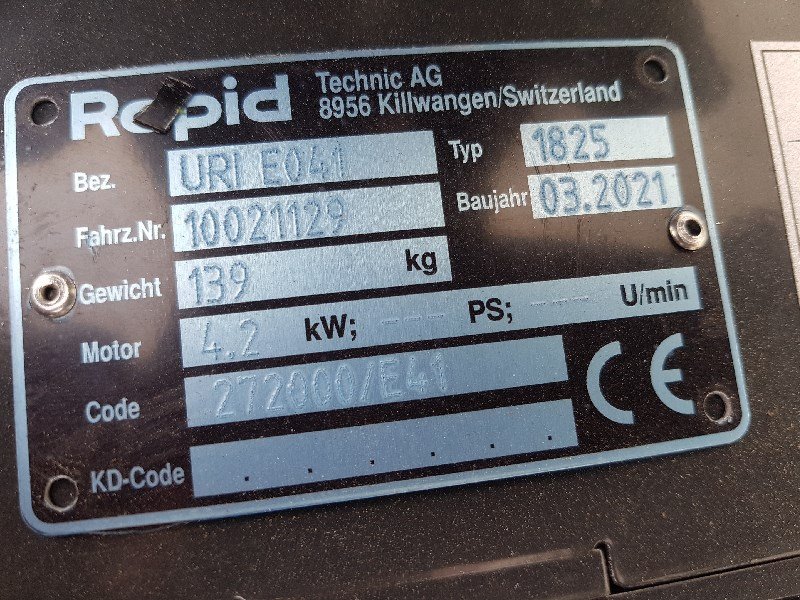 Rapid Technic AG
8956 Killwangen/Switzerland
Bez. URI E041 Typ 1825
Fahrz.Nr. 10021129 Baujahr 03.2021
Gewicht 139 kg
Motor 4.2 kW; --- PS; --- U/min
Code 272000/E41
KD-Code . . . . . .
CE